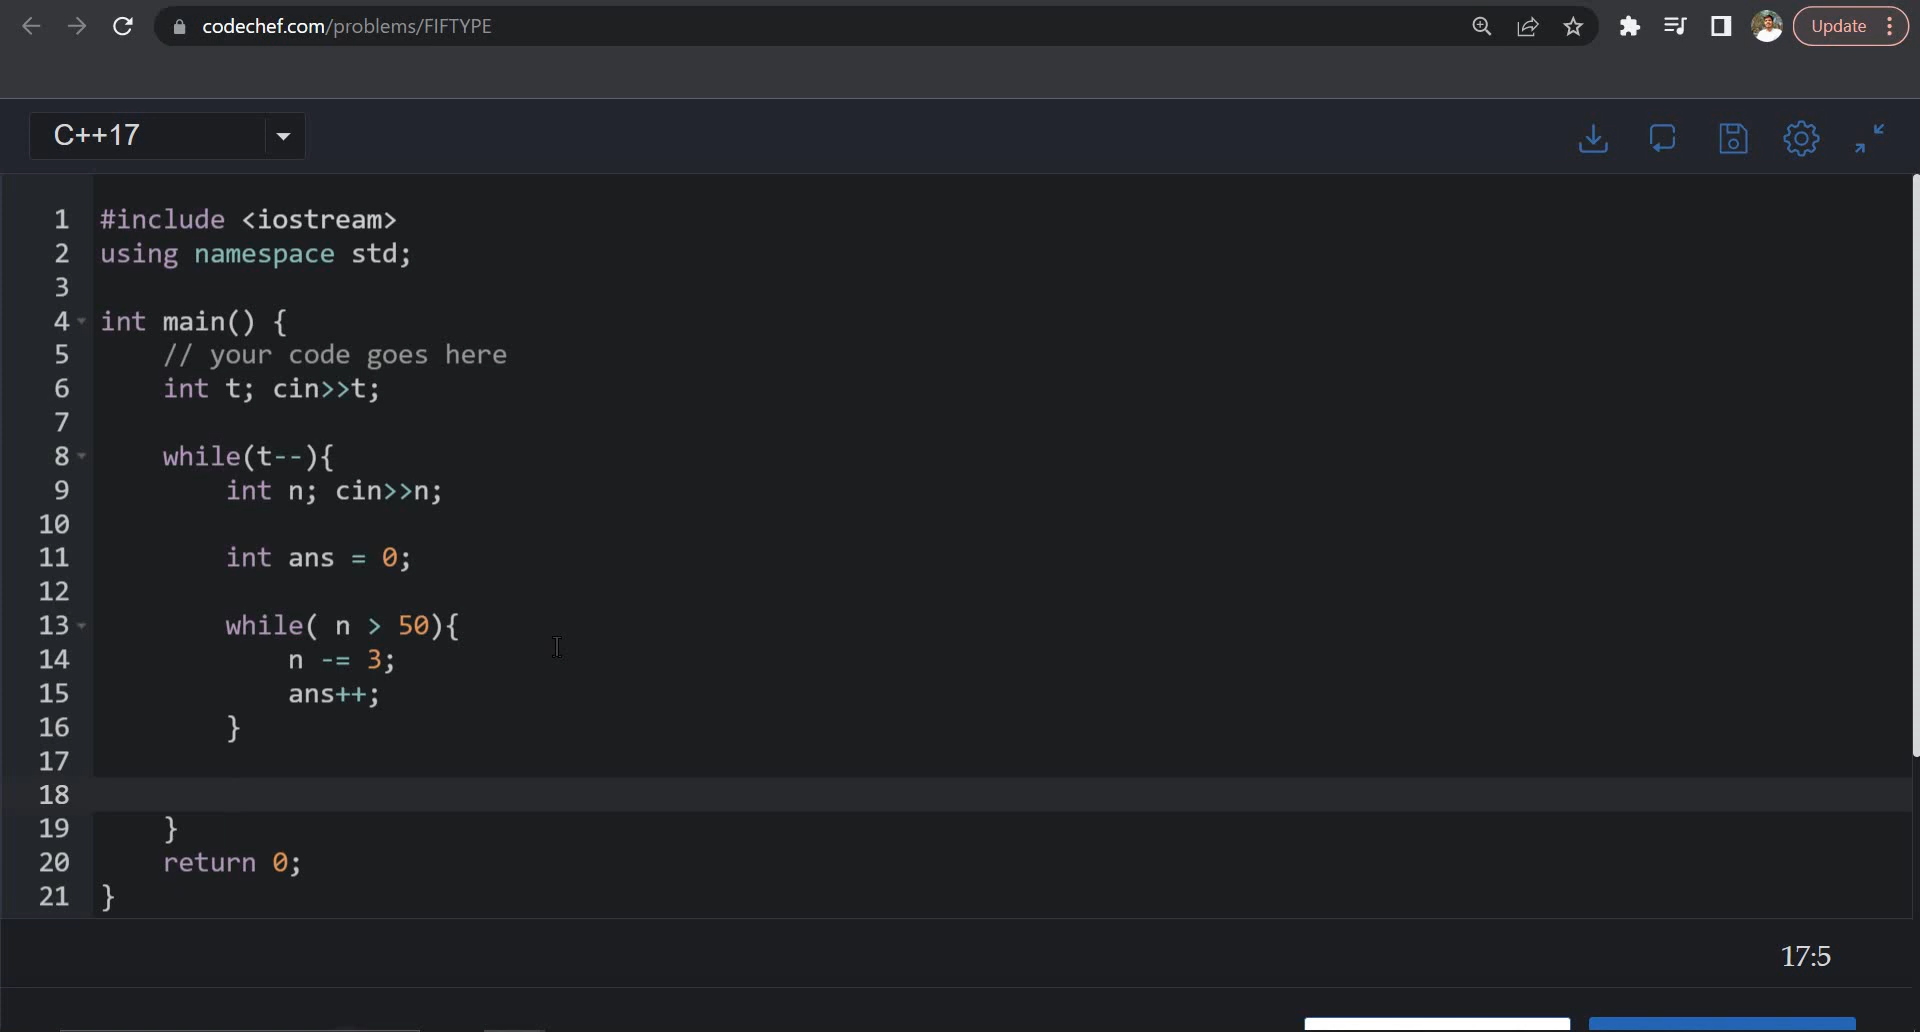 codechef.com/problems/FIFTYPE
Update
C++17
1 #include <iostream>
2 using namespace std;
3
4 int main() {
5 // your code goes here
6 int t; cin>>t;
7
8 while(t--){
9 int n; cin>>n;
10
11 int ans = 0;
12
13 while( n > 50){
14 n -= 3;
15 ans++;
16 }
17
18
19 }
20 return 0;
21 }
17:5